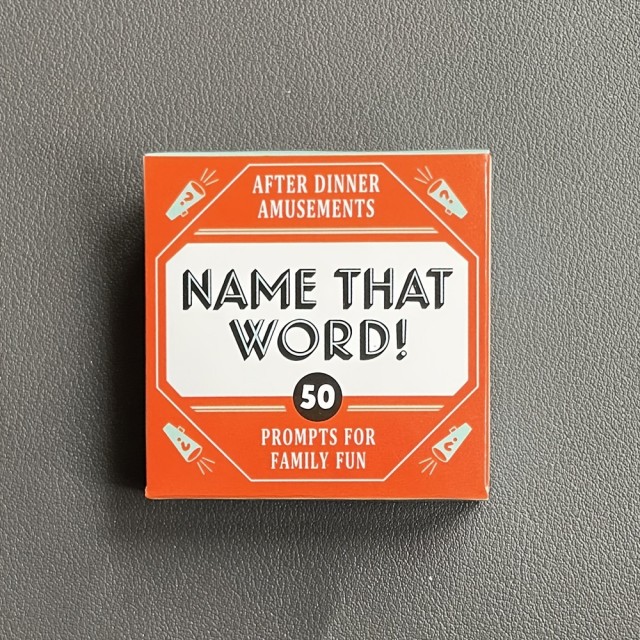 AFTER DINNER
AMUSEMENTS
NAME THAT
WORD!
50
PROMPTS FOR
FAMILY FUN